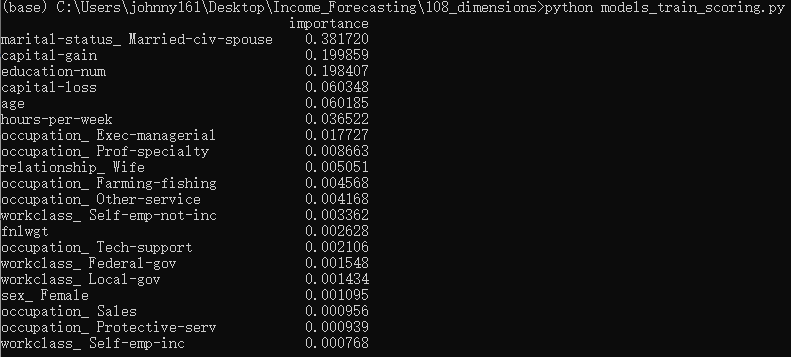 (base) C:\Users\johnny161\Desktop\Income_Forecasting\108_dimensions>python models_train_scoring.py
importance
marital-status_ Married-civ-spouse 0.381720
capital-gain 0.199859
education-num 0.198407
capital-loss 0.060348
age 0.060185
hours-per-week 0.036522
occupation_ Exec-managerial 0.017727
occupation_ Prof-specialty 0.008663
relationship_ Wife 0.005051
occupation_ Farming-fishing 0.004568
occupation_ Other-service 0.004168
workclass_ Self-emp-not-inc 0.003362
fnlwgt 0.002628
occupation_ Tech-support 0.002106
workclass_ Federal-gov 0.001548
workclass_ Local-gov 0.001434
sex_ Female 0.001095
occupation_ Sales 0.000956
occupation_ Protective-serv 0.000939
workclass_ Self-emp-inc 0.000768